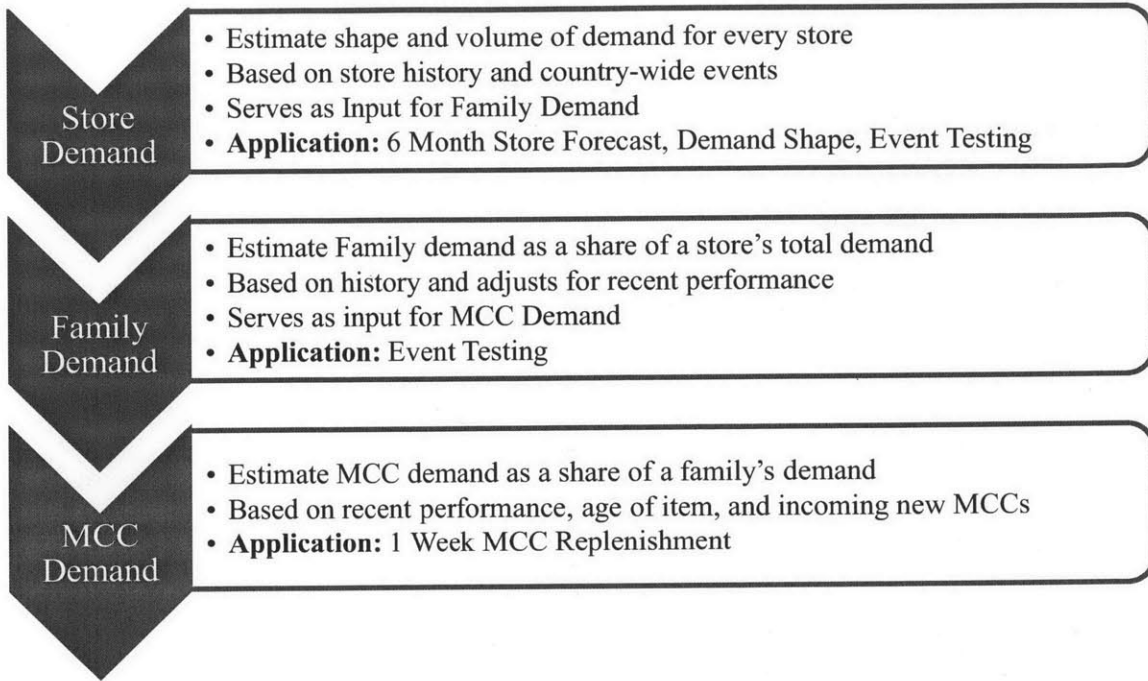 Store
Demand
• Estimate shape and volume of demand for every store
• Based on store history and country-wide events
• Serves as Input for Family Demand
• Application: 6 Month Store Forecast, Demand Shape, Event Testing
Family
Demand
• Estimate Family demand as a share of a store's total demand
• Based on history and adjusts for recent performance
• Serves as input for MCC Demand
• Application: Event Testing
MCC
Demand
• Estimate MCC demand as a share of a family's demand
• Based on recent performance, age of item, and incoming new MCCs
• Application: 1 Week MCC Replenishment